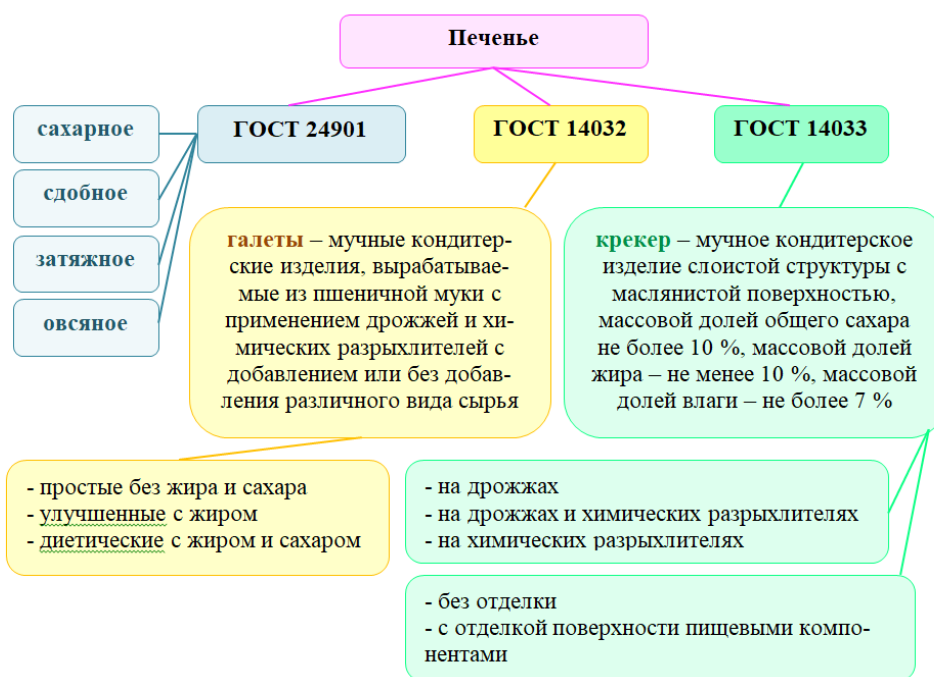 Печенье
ГОСТ 24901
ГОСТ 14032
ГОСТ 14033
сахарное
сдобное
затяжное
овсяное
галеты – мучные кондитер-
ские изделия, вырабатывае-
мые из пшеничной муки с
применением дрожжей и хи-
мических разрыхлителей с
добавлением или без добав-
ления различного вида сырья
крекер – мучное кондитерское
изделие слоистой структуры с
маслянистой поверхностью,
массовой долей общего сахара
не более 10 %, массовой долей
жира – не менее 10 %, массовой
долей влаги – не более 7 %
- простые без жира и сахара
- улучшенные с жиром
- диетические с жиром и сахаром
- на дрожжах
- на дрожжах и химических разрыхлителях
- на химических разрыхлителях
- без отделки
- с отделкой поверхности пищевыми компо-
нентами